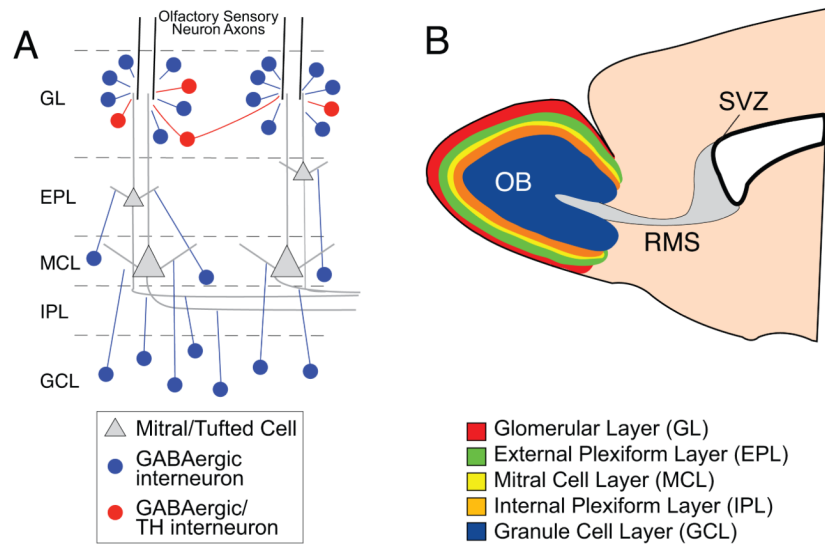 A
Olfactory Sensory
Neuron Axons
GL
EPL
MCL
IPL
GCL
Mitral/Tufted Cell
GABAergic
interneuron
GABAergic/
TH interneuron
B
SVZ
OB
RMS
Glomerular Layer (GL)
External Plexiform Layer (EPL)
Mitral Cell Layer (MCL)
Internal Plexiform Layer (IPL)
Granule Cell Layer (GCL)